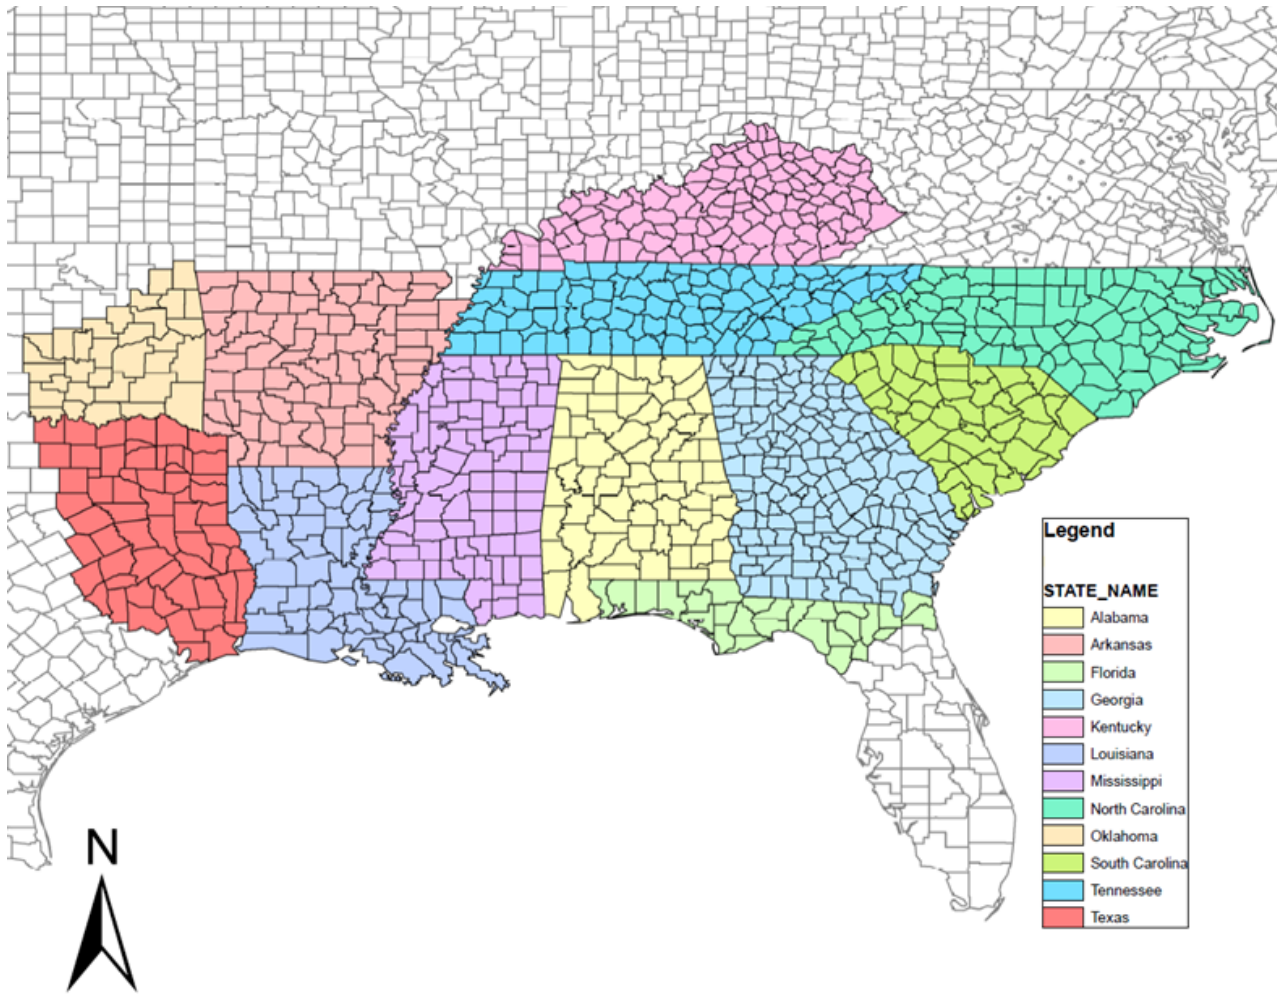 Legend
STATE_NAME
Alabama
Arkansas
Florida
Georgia
Kentucky
Louisiana
Mississippi
North Carolina
Oklahoma
South Carolina
Tennessee
Texas
N